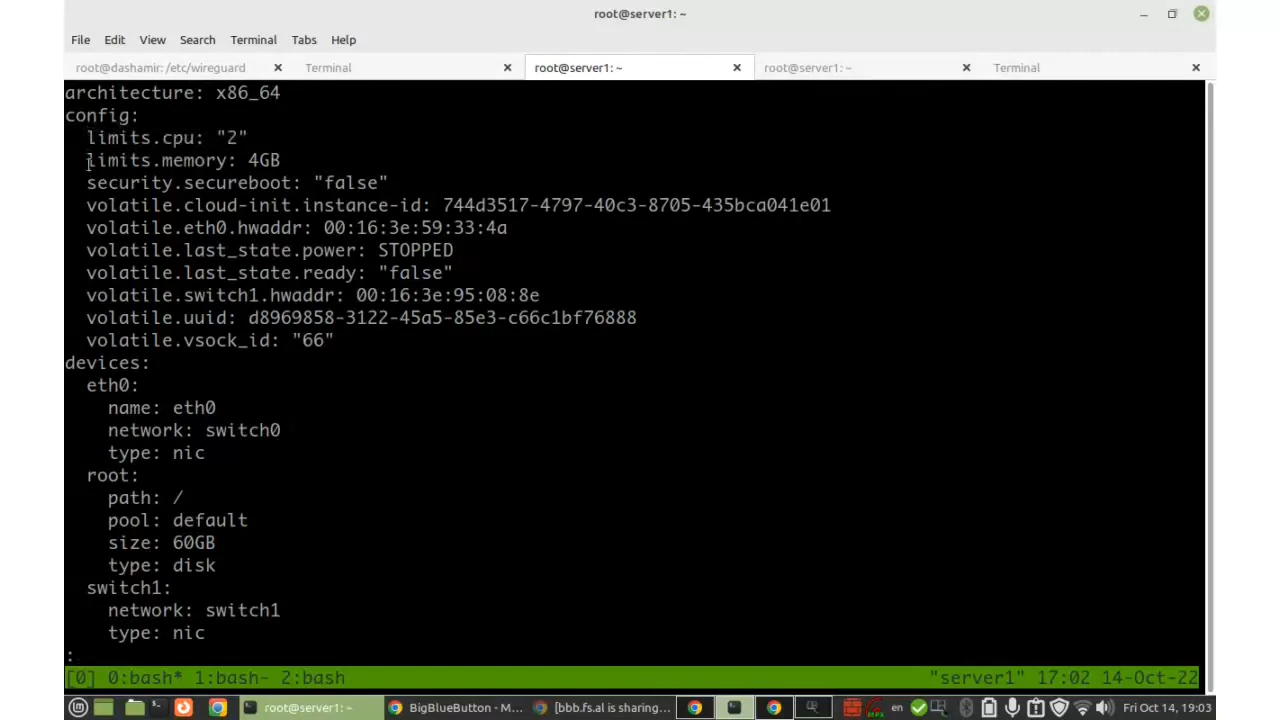 root@server1: ~
File Edit View Search Terminal Tabs Help
root@dashamir: /etc/wireguard Terminal root@server1: ~ root@server1: ~ Terminal
architecture: x86_64
config:
limits.cpu: "2"
limits.memory: 4GB
security.secureboot: "false"
volatile.cloud-init.instance-id: 744d3517-4797-40c3-8705-435bca041e01
volatile.eth0.hwaddr: 00:16:3e:59:33:4a
volatile.last_state.power: STOPPED
volatile.last_state.ready: "false"
volatile.switch1.hwaddr: 00:16:3e:95:08:8e
volatile.uuid: d8969858-3122-45a5-85e3-c66c1bf76888
volatile.vsock_id: "66"
devices:
eth0:
name: eth0
network: switch0
type: nic
root:
path: /
pool: default
size: 60GB
type: disk
switch1:
network: switch1
type: nic
:
[0] 0:bash* 1:bash- 2:bash "server1" 17:02 14-Oct-22
root@server1: ~ BigBlueButton - M... [bbb.fs.al is sharing... en Fri Oct 14, 19:03